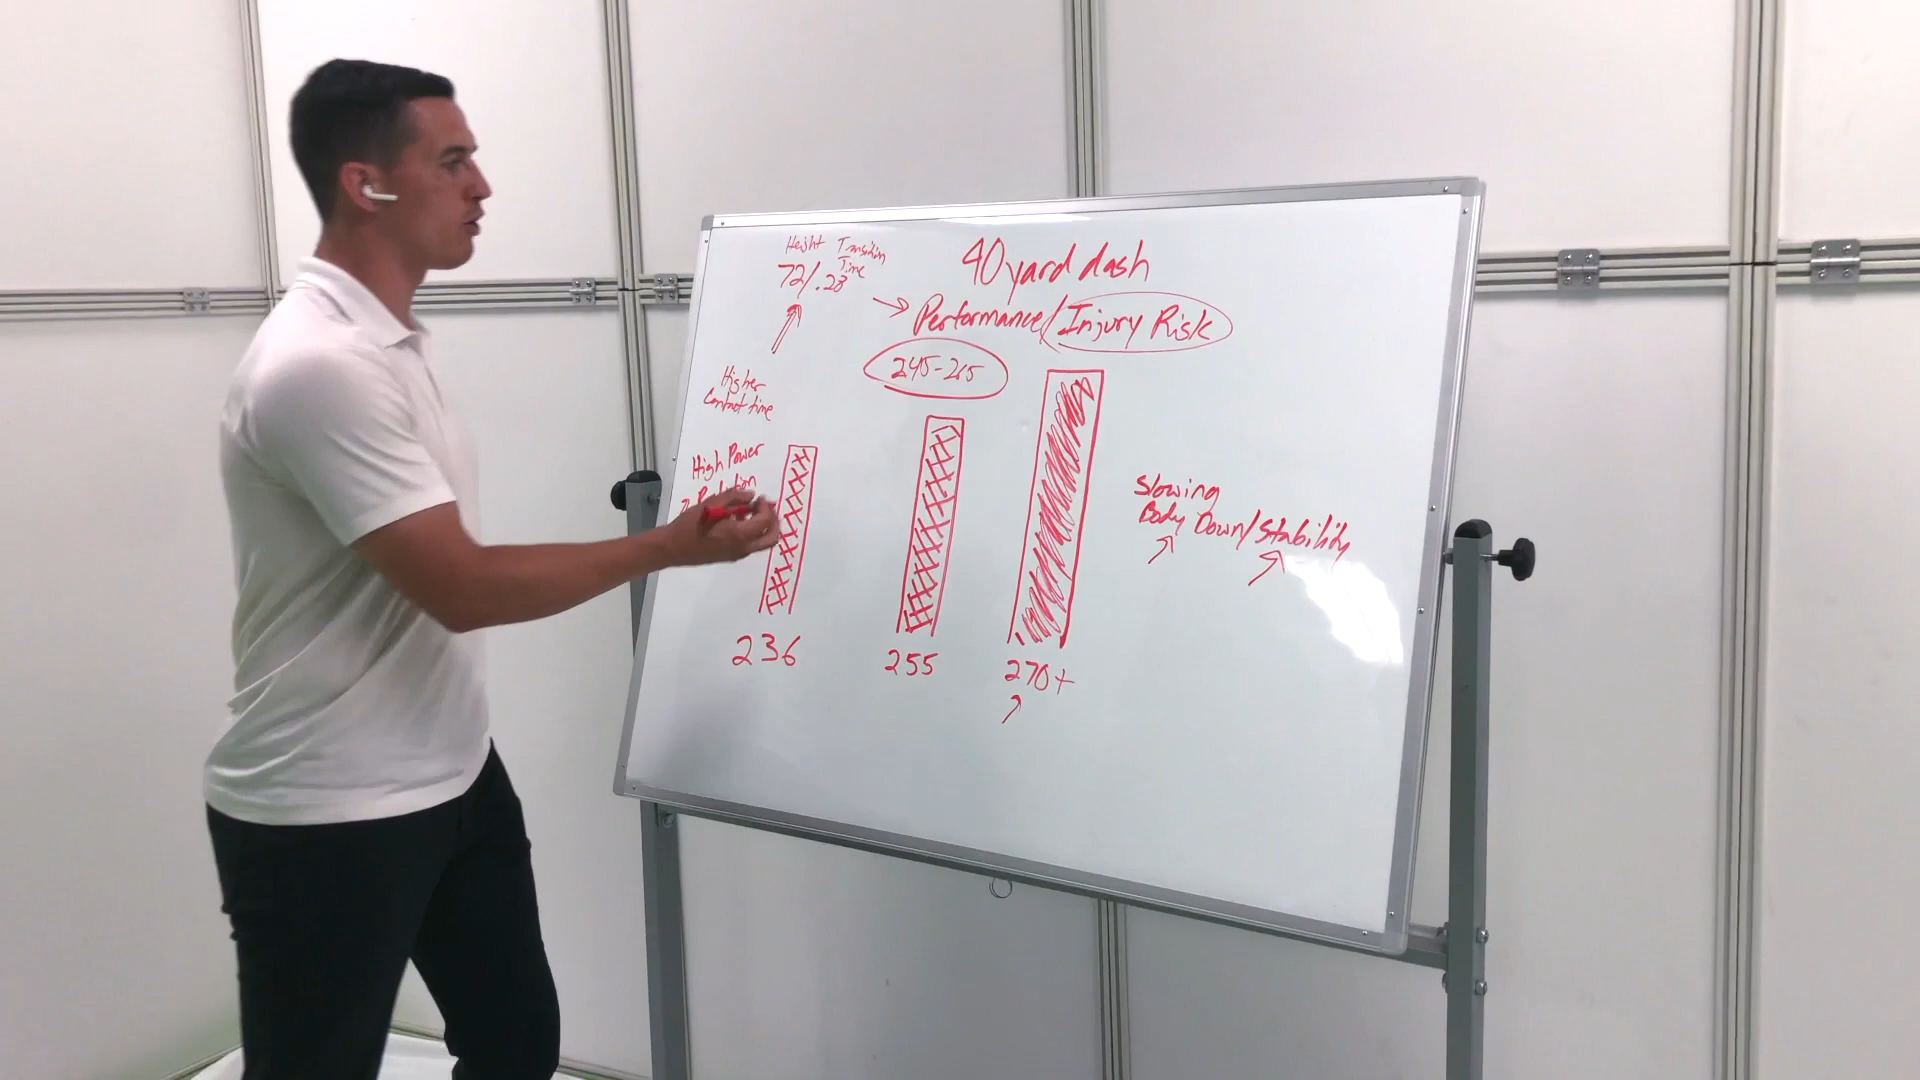 40 yard dash
Height Transition
Time
72/.28
→ Performance/Injury Risk
245-265
Higher
Contact time
High Power
236
255
270+
Slowing
Body Down/Stability